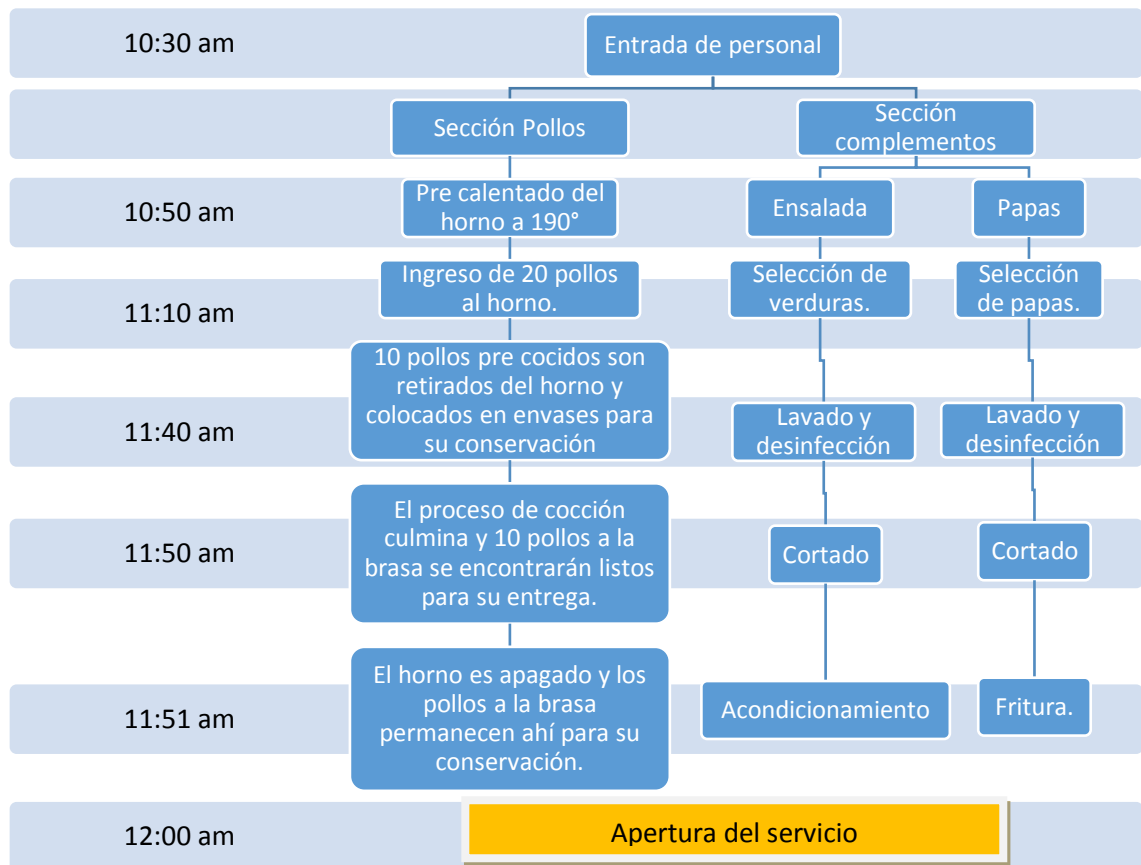 10:30 am
Entrada de personal
Sección Pollos
Sección
complementos
10:50 am
Pre calentado del
horno a 190°
Ensalada
Papas
11:10 am
Ingreso de 20 pollos
al horno.
Selección de
verduras.
Selección
de papas.
11:40 am
10 pollos pre cocidos son
retirados del horno y
colocados en envases para
su conservación
Lavado y
desinfección
Lavado y
desinfección
11:50 am
El proceso de cocción
culmina y 10 pollos a la
brasa se encontrarán listos
para su entrega.
Cortado
Cortado
11:51 am
El horno es apagado y los
pollos a la brasa
permanecen ahí para su
conservación.
Acondicionamiento
Fritura.
12:00 am
Apertura del servicio